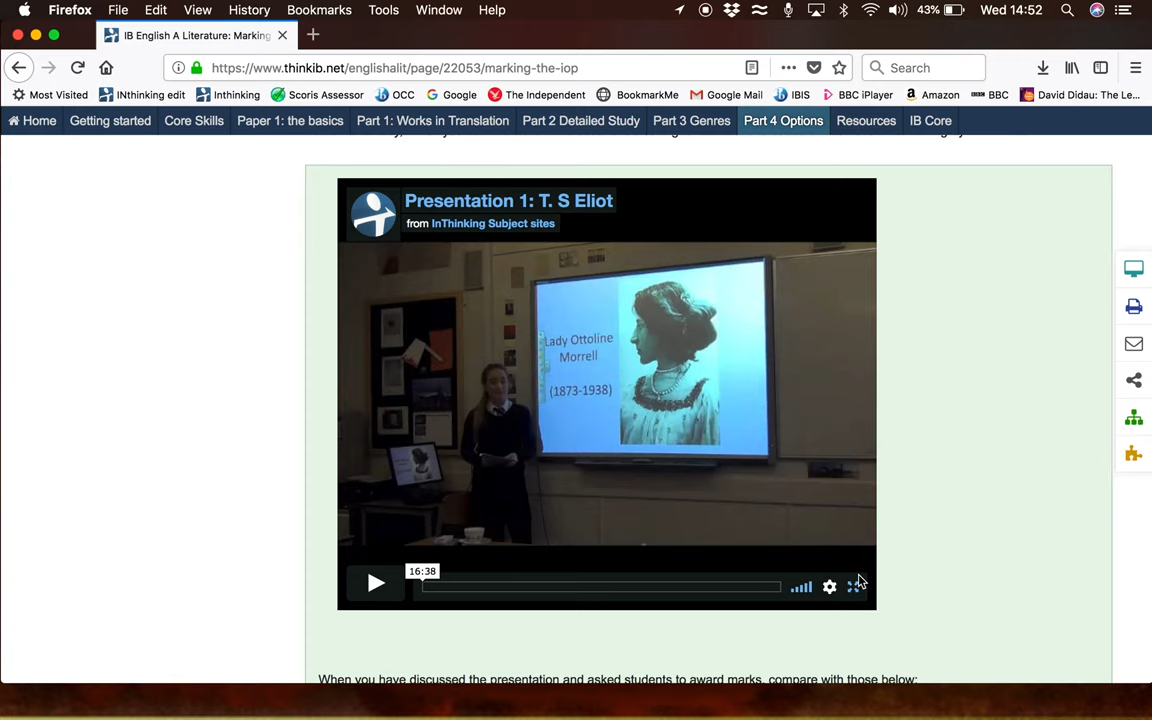 Firefox File Edit View History Bookmarks Tools Window Help 43% Wed 14:52
IB English A Literature: Marking
https://www.thinkib.net/englishalit/page/22053/marking-the-iop Search
Most Visited INthinking edit Inthinking Scoris Assessor OCC Google The Independent BookmarkMe Google Mail IBIS BBC iPlayer Amazon BBC David Didau: The Le...
Home Getting started Core Skills Paper 1: the basics Part 1: Works in Translation Part 2 Detailed Study Part 3 Genres Part 4 Options Resources IB Core
Presentation 1: T. S Eliot
from InThinking Subject sites
Lady Ottoline
Morrell
(1873-1938)
16:38
When you have discussed the presentation and asked students to award marks, compare with those below: